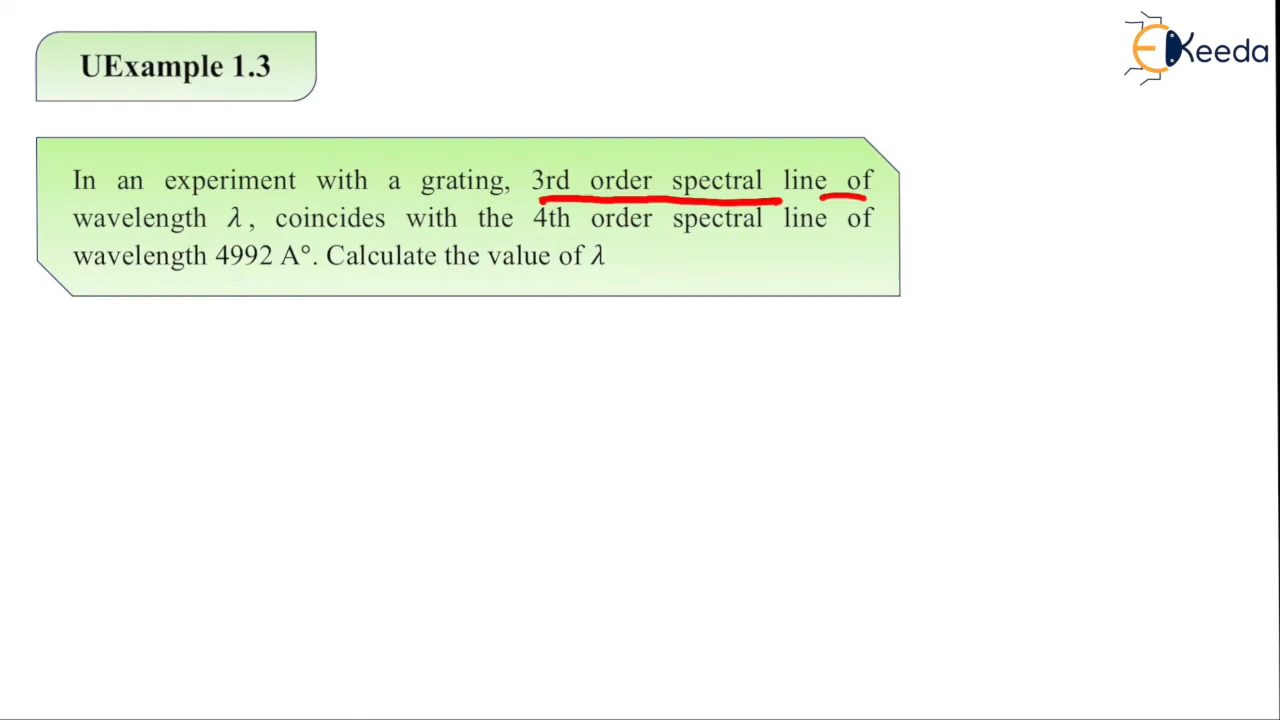 UExample 1.3
EKeeda
In an experiment with a grating, 3rd order spectral line of
wavelength λ, coincides with the 4th order spectral line of
wavelength 4992 A°. Calculate the value of λ